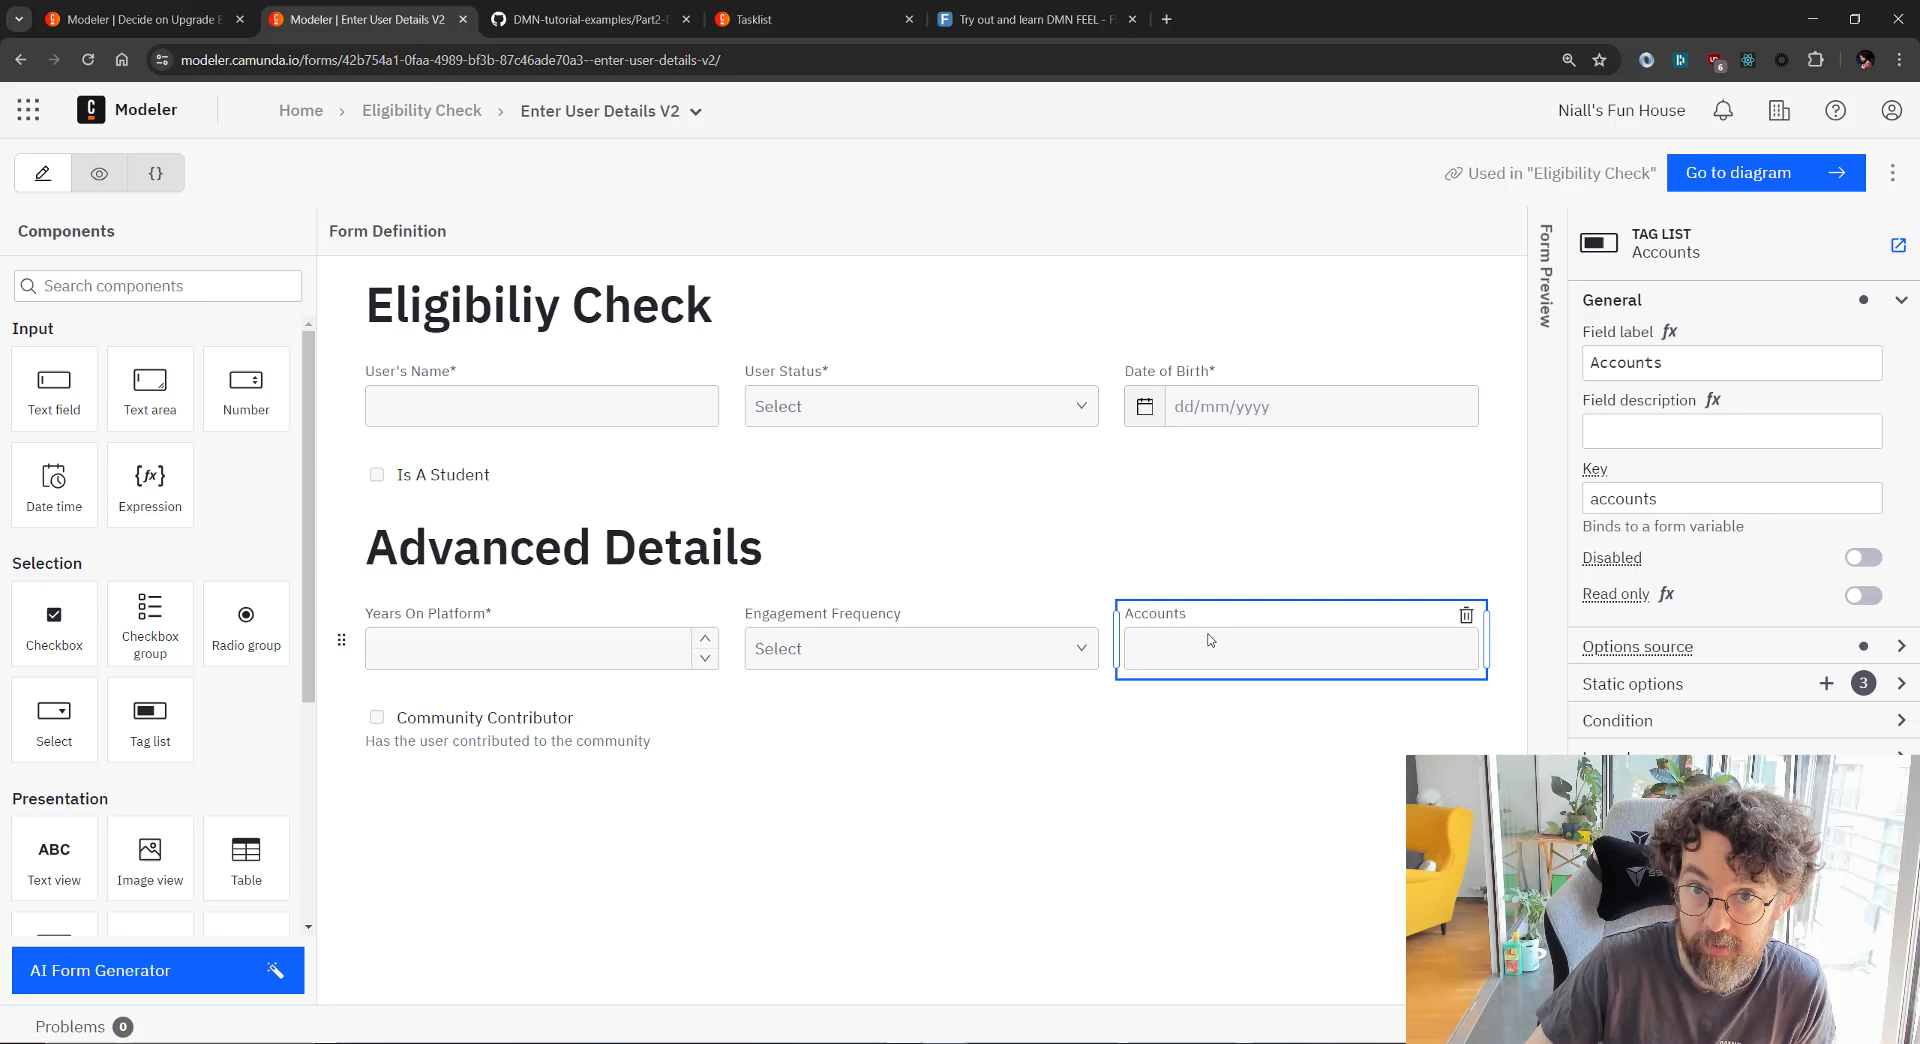 Modeler | Decide on Upgrade E
Modeler | Enter User Details V2
DMN-tutorial-examples/Part2-D
Tasklist
Try out and learn DMN FEEL - F
modeler.camunda.io/forms/42b754a1-0faa-4989-bf3b-87c46ade70a3--enter-user-details-v2/
6
C Modeler
Home > Eligibility Check > Enter User Details V2
Niall's Fun House
{}
Used in "Eligibility Check"
Go to diagram
Components
Search components
Input
Text field
Text area
Number
Date time
{fx}
Expression
Selection
Checkbox
Checkbox
group
Radio group
Select
Tag list
Presentation
ABC
Text view
Image view
Table
AI Form Generator
Problems 0
Form Definition
Eligibiliy Check
User's Name*
User Status*
Date of Birth*
Select
dd/mm/yyyy
Is A Student
Advanced Details
Years On Platform*
Engagement Frequency
Accounts
Select
Community Contributor
Has the user contributed to the community
Form Preview
TAG LIST
Accounts
General
Field label fx
Accounts
Field description fx
Key
accounts
Binds to a form variable
Disabled
Read only fx
Options source
Static options + 3
Condition